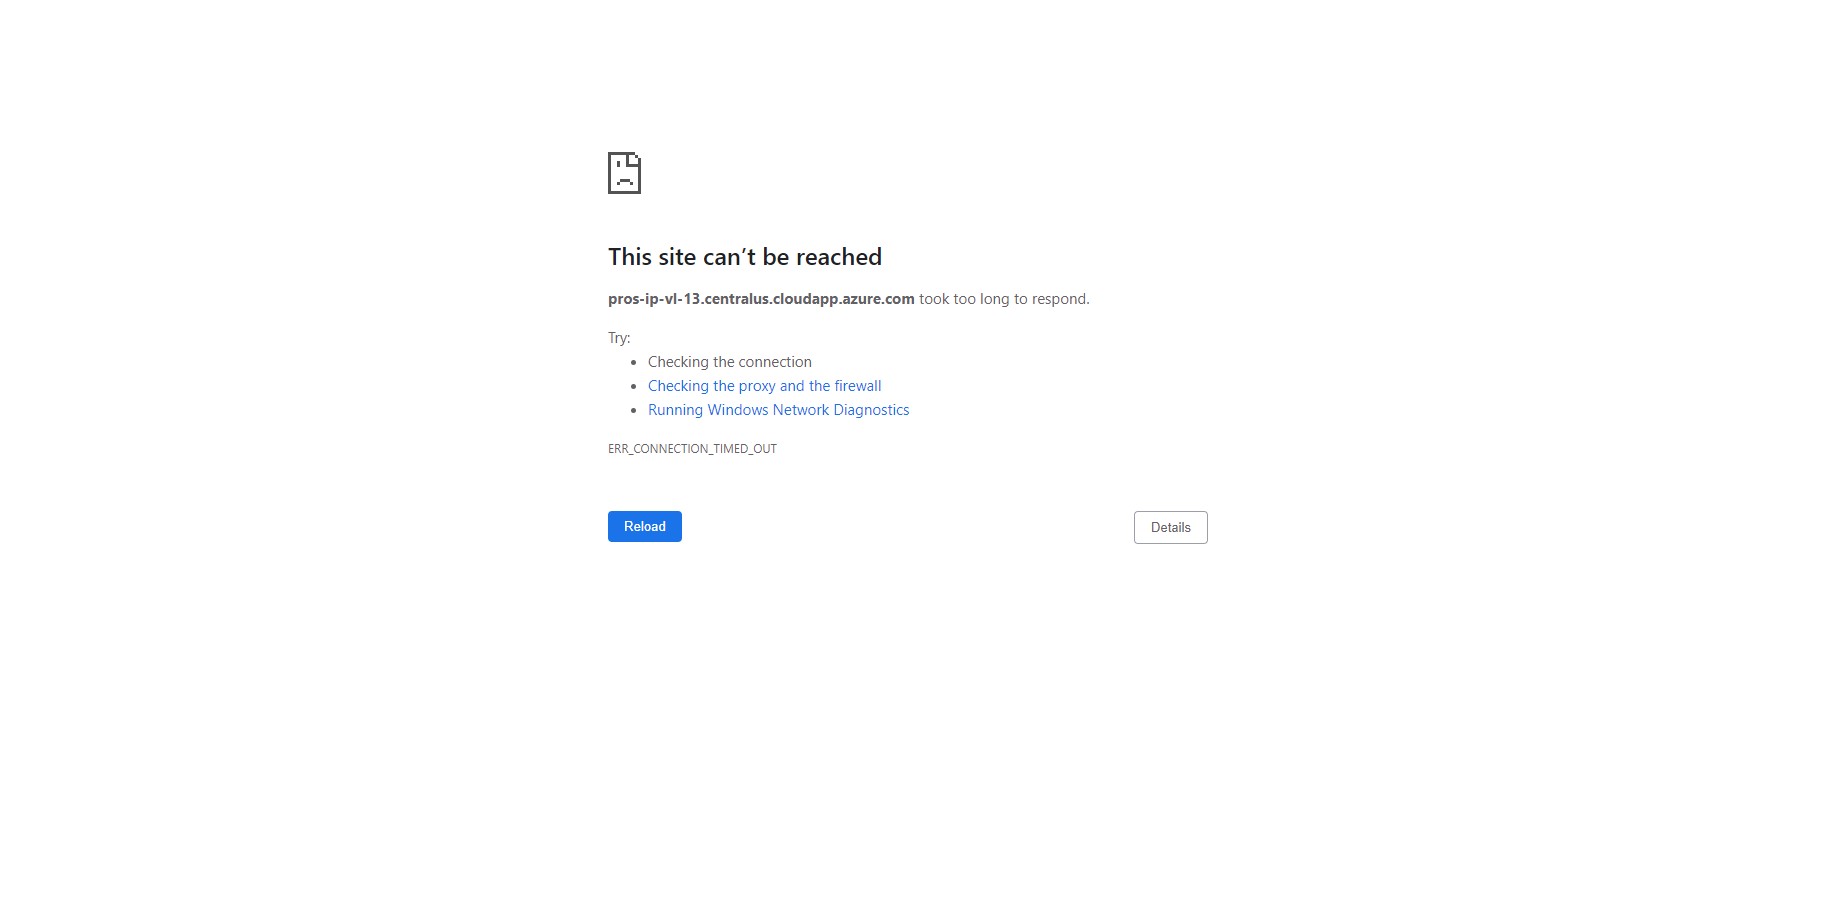 This site can’t be reached
pros-ip-vl-13.centralus.cloudapp.azure.com took too long to respond.
Try:
• Checking the connection
• Checking the proxy and the firewall
• Running Windows Network Diagnostics
ERR_CONNECTION_TIMED_OUT
Reload
Details